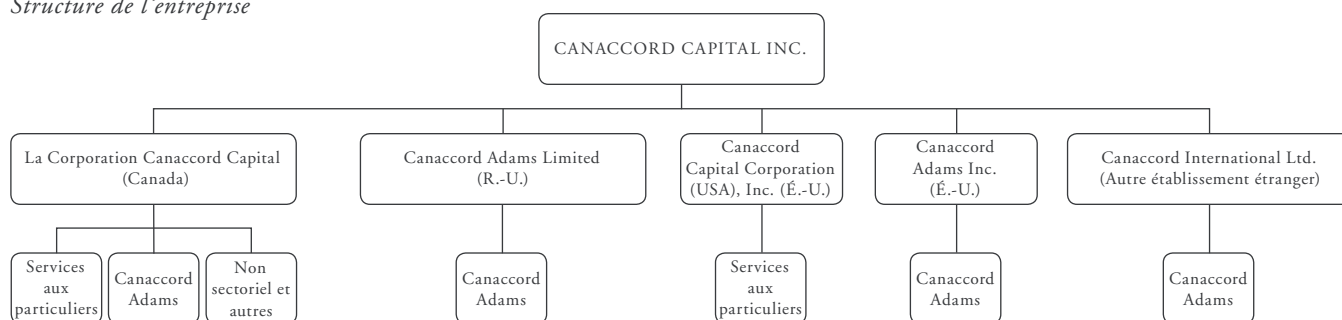 Structure de l'entreprise
CANACCORD CAPITAL INC.
La Corporation Canaccord Capital
(Canada)
Canaccord Adams Limited
(R.-U.)
Canaccord
Capital Corporation
(USA), Inc. (É.-U.)
Canaccord
Adams Inc.
(É.-U.)
Canaccord International Ltd.
(Autre établissement étranger)
Services
aux
particuliers
Canaccord
Adams
Non
sectoriel et
autres
Canaccord
Adams
Services
aux
particuliers
Canaccord
Adams
Canaccord
Adams